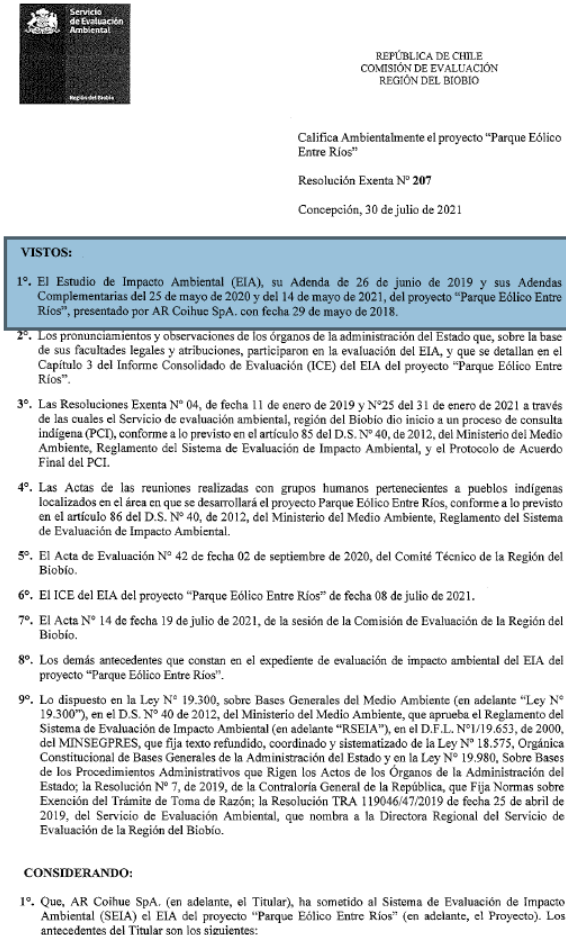 Servicio
de Evaluación
Ambiental
Región del Biobío
REPÚBLICA DE CHILE
COMISIÓN DE EVALUACIÓN
REGIÓN DEL BIOBIO
Califica Ambientalmente el proyecto “Parque Eólico
Entre Ríos”
Resolución Exenta N° 207
Concepción, 30 de julio de 2021
VISTOS:
1°. El Estudio de Impacto Ambiental (EIA), su Adenda de 26 de junio de 2019 y sus Adendas
Complementarias del 25 de mayo de 2020 y del 14 de mayo de 2021, del proyecto “Parque Eólico Entre
Ríos”, presentado por AR Coihue SpA. con fecha 29 de mayo de 2018.
2°. Los pronunciamientos y observaciones de los órganos de la administración del Estado que, sobre la base
de sus facultades legales y atribuciones, participaron en la evaluación del EIA, y que se detallan en el
Capítulo 3 del Informe Consolidado de Evaluación (ICE) del EIA del proyecto “Parque Eólico Entre
Ríos”.
3°. Las Resoluciones Exenta N° 04, de fecha 11 de enero de 2019 y N°25 del 31 de enero de 2021 a través
de las cuales el Servicio de evaluación ambiental, región del Biobío dio inicio a un proceso de consulta
indígena (PCI), conforme a lo previsto en el artículo 85 del D.S. N° 40, de 2012, del Ministerio del Medio
Ambiente, Reglamento del Sistema de Evaluación de Impacto Ambiental, y el Protocolo de Acuerdo
Final del PCI.
4°. Las Actas de las reuniones realizadas con grupos humanos pertenecientes a pueblos indígenas
localizados en el área en que se desarrollará el proyecto Parque Eólico Entre Ríos, conforme a lo previsto
en el artículo 86 del D.S. N° 40, de 2012, del Ministerio del Medio Ambiente, Reglamento del Sistema
de Evaluación de Impacto Ambiental.
5°. El Acta de Evaluación N° 42 de fecha 02 de septiembre de 2020, del Comité Técnico de la Región del
Biobío.
6°. El ICE del EIA del proyecto “Parque Eólico Entre Ríos” de fecha 08 de julio de 2021.
7°. El Acta N° 14 de fecha 19 de julio de 2021, de la sesión de la Comisión de Evaluación de la Región del
Biobío.
8°. Los demás antecedentes que constan en el expediente de evaluación de impacto ambiental del EIA del
proyecto “Parque Eólico Entre Ríos”.
9°. Lo dispuesto en la Ley N° 19.300, sobre Bases Generales del Medio Ambiente (en adelante “Ley N°
19.300”), en el D.S. N° 40 de 2012, del Ministerio del Medio Ambiente, que aprueba el Reglamento del
Sistema de Evaluación de Impacto Ambiental (en adelante “RSEIA”), en el D.F.L. N°1/19.653, de 2000,
del MINSEGPRES, que fija texto refundido, coordinado y sistematizado de la Ley N° 18.575, Orgánica
Constitucional de Bases Generales de la Administración del Estado y en la Ley N° 19.980, Sobre Bases
de los Procedimientos Administrativos que Rigen los Actos de los Órganos de la Administración del
Estado; la Resolución N° 7, de 2019, de la Contraloría General de la República, que Fija Normas sobre
Exención del Trámite de Toma de Razón; la Resolución TRA 119046/47/2019 de fecha 25 de abril de
2019, del Servicio de Evaluación Ambiental, que nombra a la Directora Regional del Servicio de
Evaluación de la Región del Biobío.
CONSIDERANDO:
1°. Que, AR Coihue SpA. (en adelante, el Titular), ha sometido al Sistema de Evaluación de Impacto
Ambiental (SEIA) el EIA del proyecto “Parque Eólico Entre Ríos” (en adelante, el Proyecto). Los
antecedentes del Titular son los siguientes: